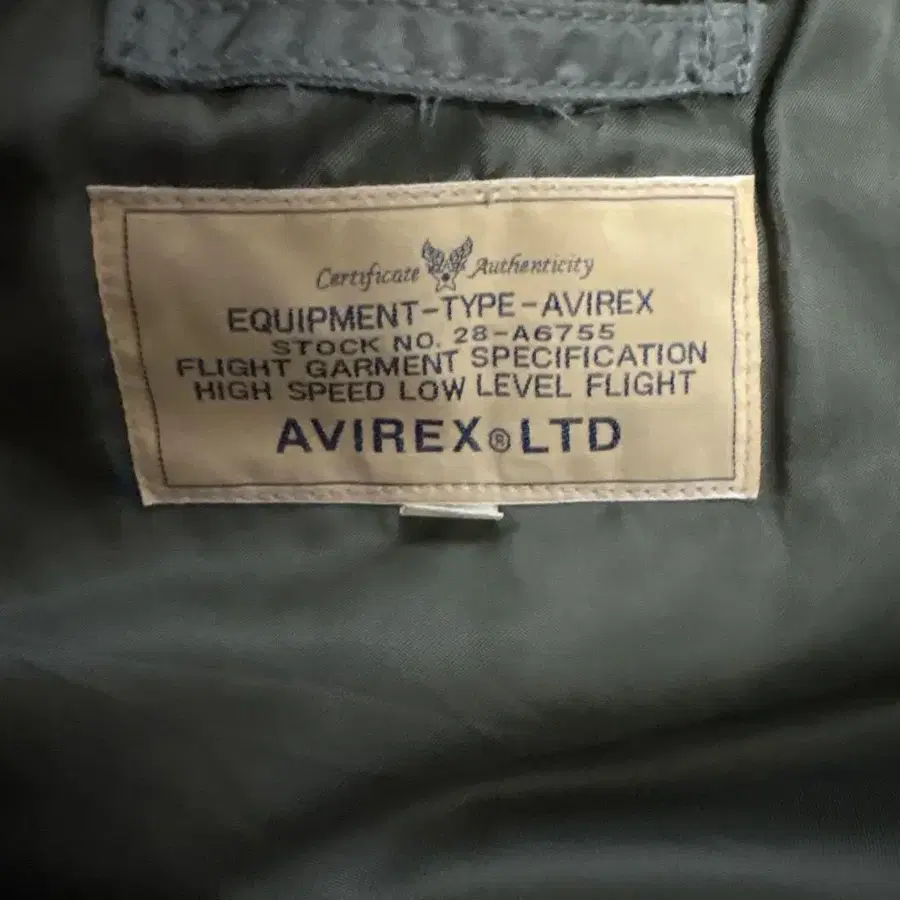 Certificate Authenticity
EQUIPMENT-TYPE-AVIREX
STOCK NO. 28-A6755
FLIGHT GARMENT SPECIFICATION
HIGH SPEED LOW LEVEL FLIGHT
AVIREX®LTD